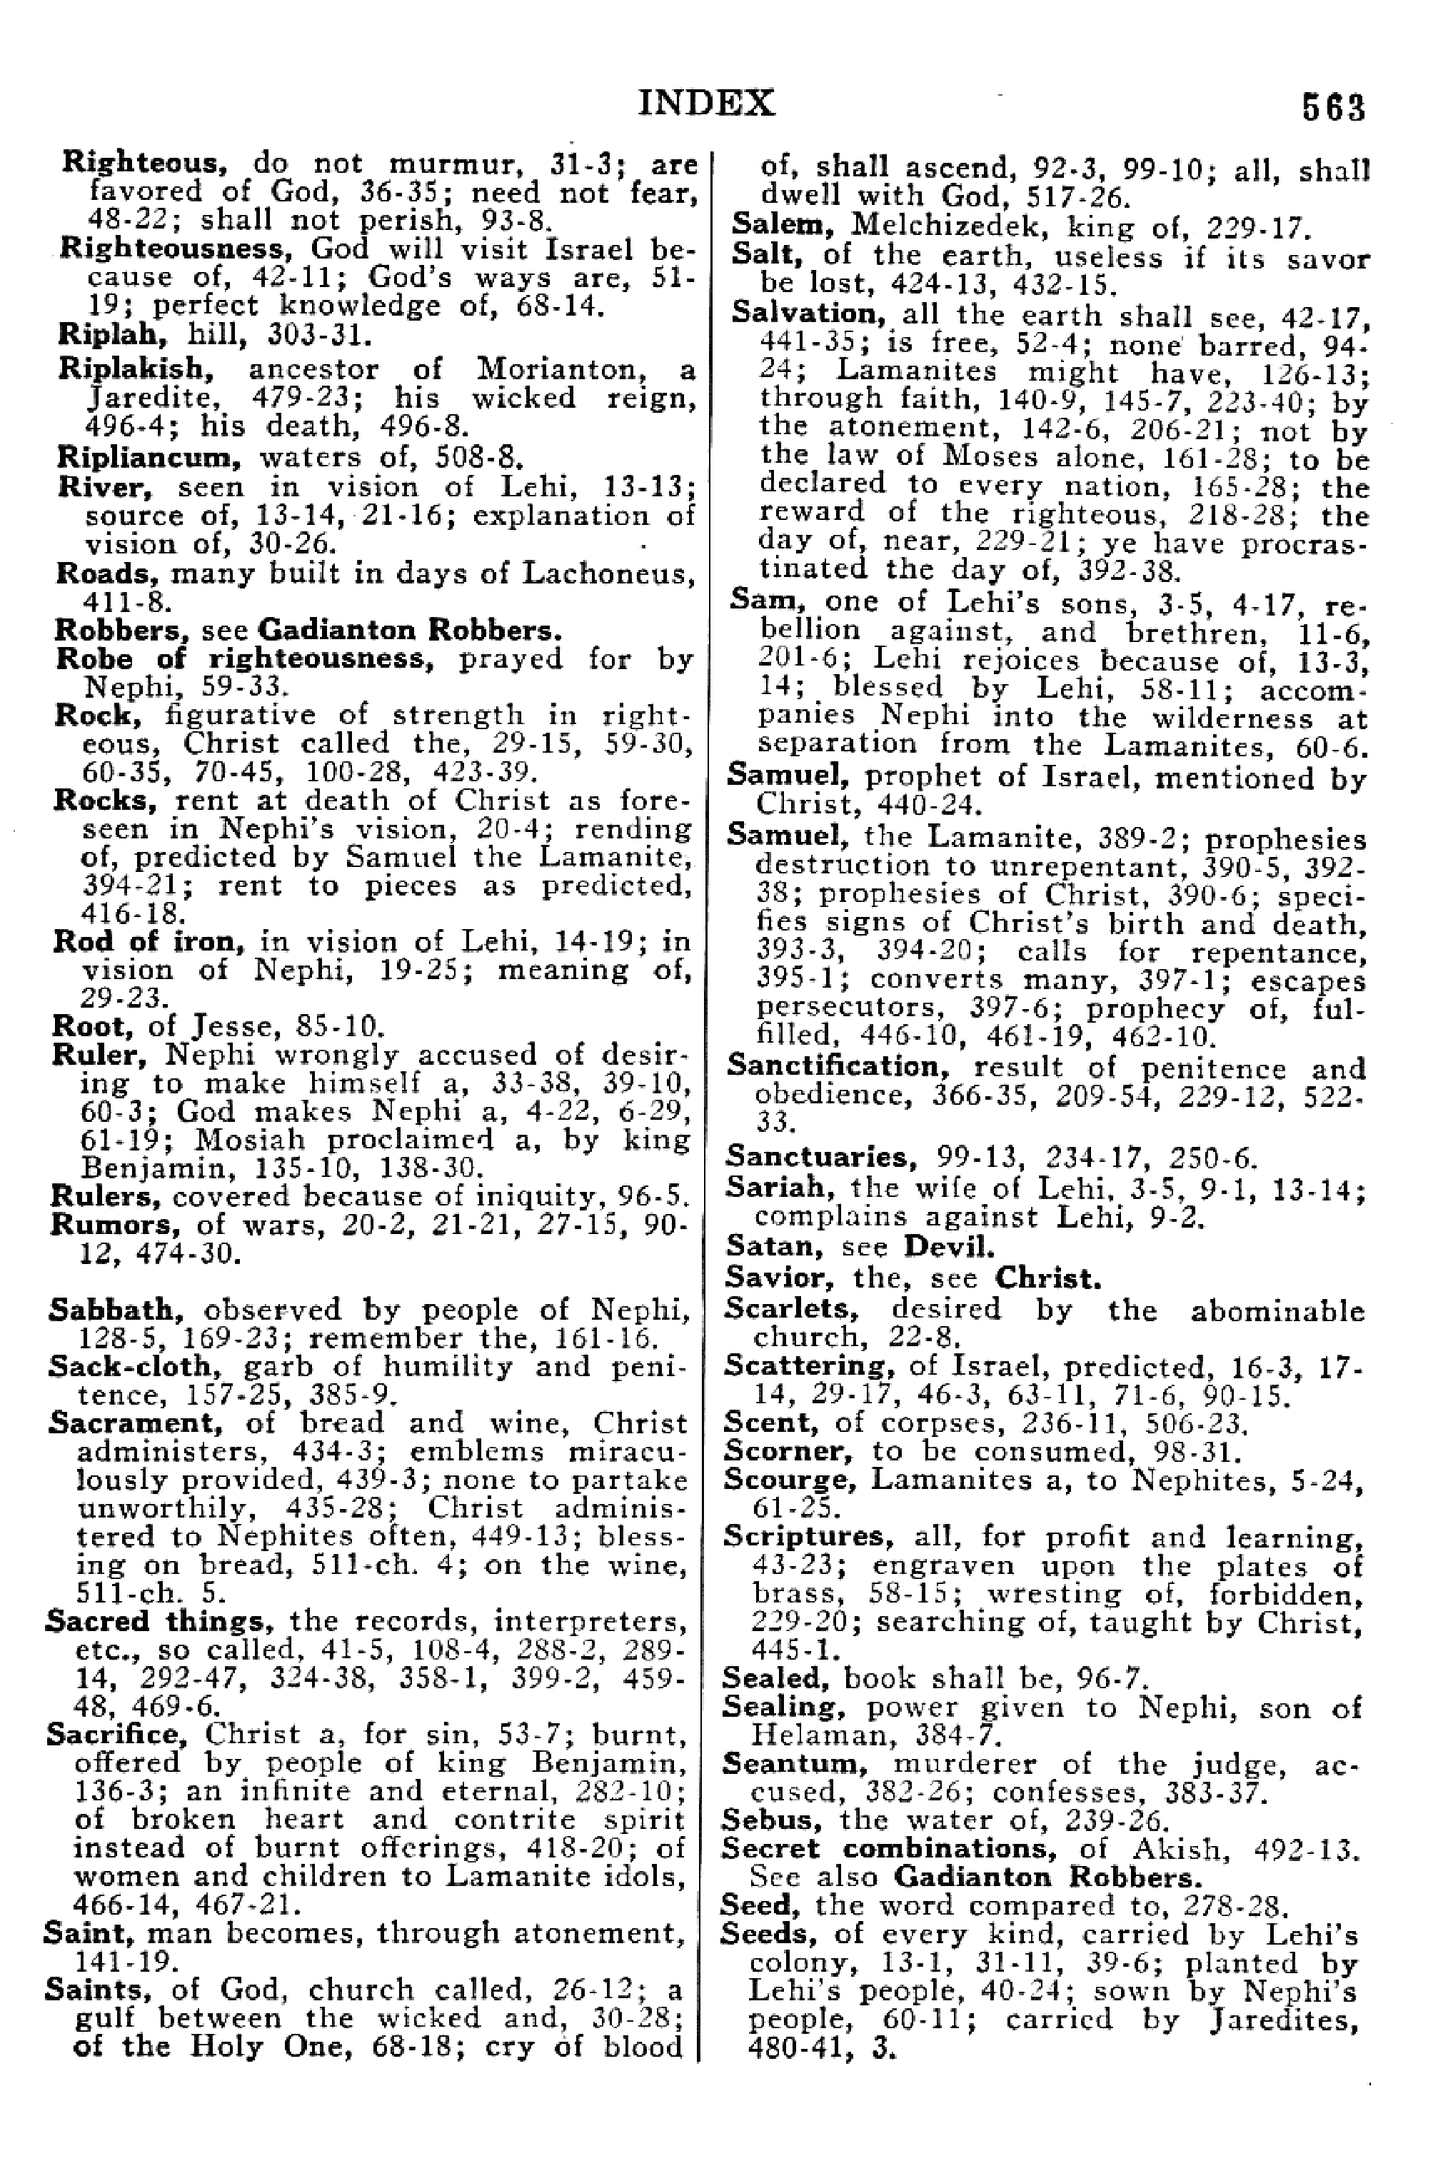 INDEX
563
Righteous, do not murmur, 31-3; are
favored of God, 36-35; need not fear,
48-22; shall not perish, 93-8.
Righteousness, God will visit Israel be-
cause of, 42-11; God's ways are, 51-
19; perfect knowledge of, 68-14.
Riplah, hill, 303-31.
Riplakish, ancestor of Morianton, a
Jaredite, 479-23; his wicked reign,
496-4; his death, 496-8.
Ripliancum, waters of, 508-8.
River, seen in vision of Lehi, 13-13;
source of, 13-14, 21-16; explanation of
vision of, 30-26.
Roads, many built in days of Lachoneus,
411-8.
Robbers, see Gadianton Robbers.
Robe of righteousness, prayed for by
Nephi, 59-33.
Rock, figurative of strength in right-
eous, Christ called the, 29-15, 59-30,
60-35, 70-45, 100-28, 423-39.
Rocks, rent at death of Christ as fore-
seen in Nephi's vision, 20-4; rending
of, predicted by Samuel the Lamanite,
394-21; rent to pieces as predicted,
416-18.
Rod of iron, in vision of Lehi, 14-19; in
vision of Nephi, 19-25; meaning of,
29-23.
Root, of Jesse, 85-10.
Ruler, Nephi wrongly accused of desir-
ing to make himself a, 33-38, 39-10,
60-3; God makes Nephi a, 4-22, 6-29,
61-19; Mosiah proclaimed a, by king
Benjamin, 135-10, 138-30.
Rulers, covered because of iniquity, 96-5.
Rumors, of wars, 20-2, 21-21, 27-15, 90-
12, 474-30.
Sabbath, observed by people of Nephi,
128-5, 169-23; remember the, 161-16.
Sack-cloth, garb of humility and peni-
tence, 157-25, 385-9.
Sacrament, of bread and wine, Christ
administers, 434-3; emblems miracu-
lously provided, 439-3; none to partake
unworthily, 435-28; Christ adminis-
tered to Nephites often, 449-13; bless-
ing on bread, 511-ch. 4; on the wine,
511-ch. 5.
Sacred things, the records, interpreters,
etc., so called, 41-5, 108-4, 288-2, 289-
14, 292-47, 324-38, 358-1, 399-2, 459-
48, 469-6.
Sacrifice, Christ a, for sin, 53-7; burnt,
offered by people of king Benjamin,
136-3; an infinite and eternal, 282-10;
of broken heart and contrite spirit
instead of burnt offerings, 418-20; of
women and children to Lamanite idols,
466-14, 467-21.
Saint, man becomes, through atonement,
141-19.
Saints, of God, church called, 26-12; a
gulf between the wicked and, 30-28;
of the Holy One, 68-18; cry of blood
of, shall ascend, 92-3, 99-10; all, shall
dwell with God, 517-26.
Salem, Melchizedek, king of, 229-17.
Salt, of the earth, useless if its savor
be lost, 424-13, 432-15.
Salvation, all the earth shall see, 42-17,
441-35; is free, 52-4; none barred, 94-
24; Lamanites might have, 126-13;
through faith, 140-9, 145-7, 223-40; by
the atonement, 142-6, 206-21; not by
the law of Moses alone, 161-28; to be
declared to every nation, 165-28; the
reward of the righteous, 218-28; the
day of, near, 229-21; ye have procras-
tinated the day of, 392-38.
Sam, one of Lehi's sons, 3-5, 4-17, re-
bellion against, and brethren, 11-6,
201-6; Lehi rejoices because of, 13-3,
14; blessed by Lehi, 58-11; accom-
panies Nephi into the wilderness at
separation from the Lamanites, 60-6.
Samuel, prophet of Israel, mentioned by
Christ, 440-24.
Samuel, the Lamanite, 389-2; prophesies
destruction to unrepentant, 390-5, 392-
38; prophesies of Christ, 390-6; speci-
fies signs of Christ's birth and death,
393-3, 394-20; calls for repentance,
395-1; converts many, 397-1; escapes
persecutors, 397-6; prophecy of, ful-
filled, 446-10, 461-19, 462-10.
Sanctification, result of penitence and
obedience, 366-35, 209-54, 229-12, 522-
33.
Sanctuaries, 99-13, 234-17, 250-6.
Sariah, the wife of Lehi, 3-5, 9-1, 13-14;
complains against Lehi, 9-2.
Satan, see Devil.
Savior, the, see Christ.
Scarlets, desired by the abominable
church, 22-8.
Scattering, of Israel, predicted, 16-3, 17-
14, 29-17, 46-3, 63-11, 71-6, 90-15.
Scent, of corpses, 236-11, 506-23.
Scorner, to be consumed, 98-31.
Scourge, Lamanites a, to Nephites, 5-24,
61-25.
Scriptures, all, for profit and learning,
43-23; engraven upon the plates of
brass, 58-15; wresting of, forbidden,
229-20; searching of, taught by Christ,
445-1.
Sealed, book shall be, 96-7.
Sealing, power given to Nephi, son of
Helaman, 384-7.
Seantum, murderer of the judge, ac-
cused, 382-26; confesses, 383-37.
Sebus, the water of, 239-26.
Secret combinations, of Akish, 492-13.
See also Gadianton Robbers.
Seed, the word compared to, 278-28.
Seeds, of every kind, carried by Lehi's
colony, 13-1, 31-11, 39-6; planted by
Lehi's people, 40-24; sown by Nephi's
people, 60-11; carried by Jaredites,
480-41, 3.